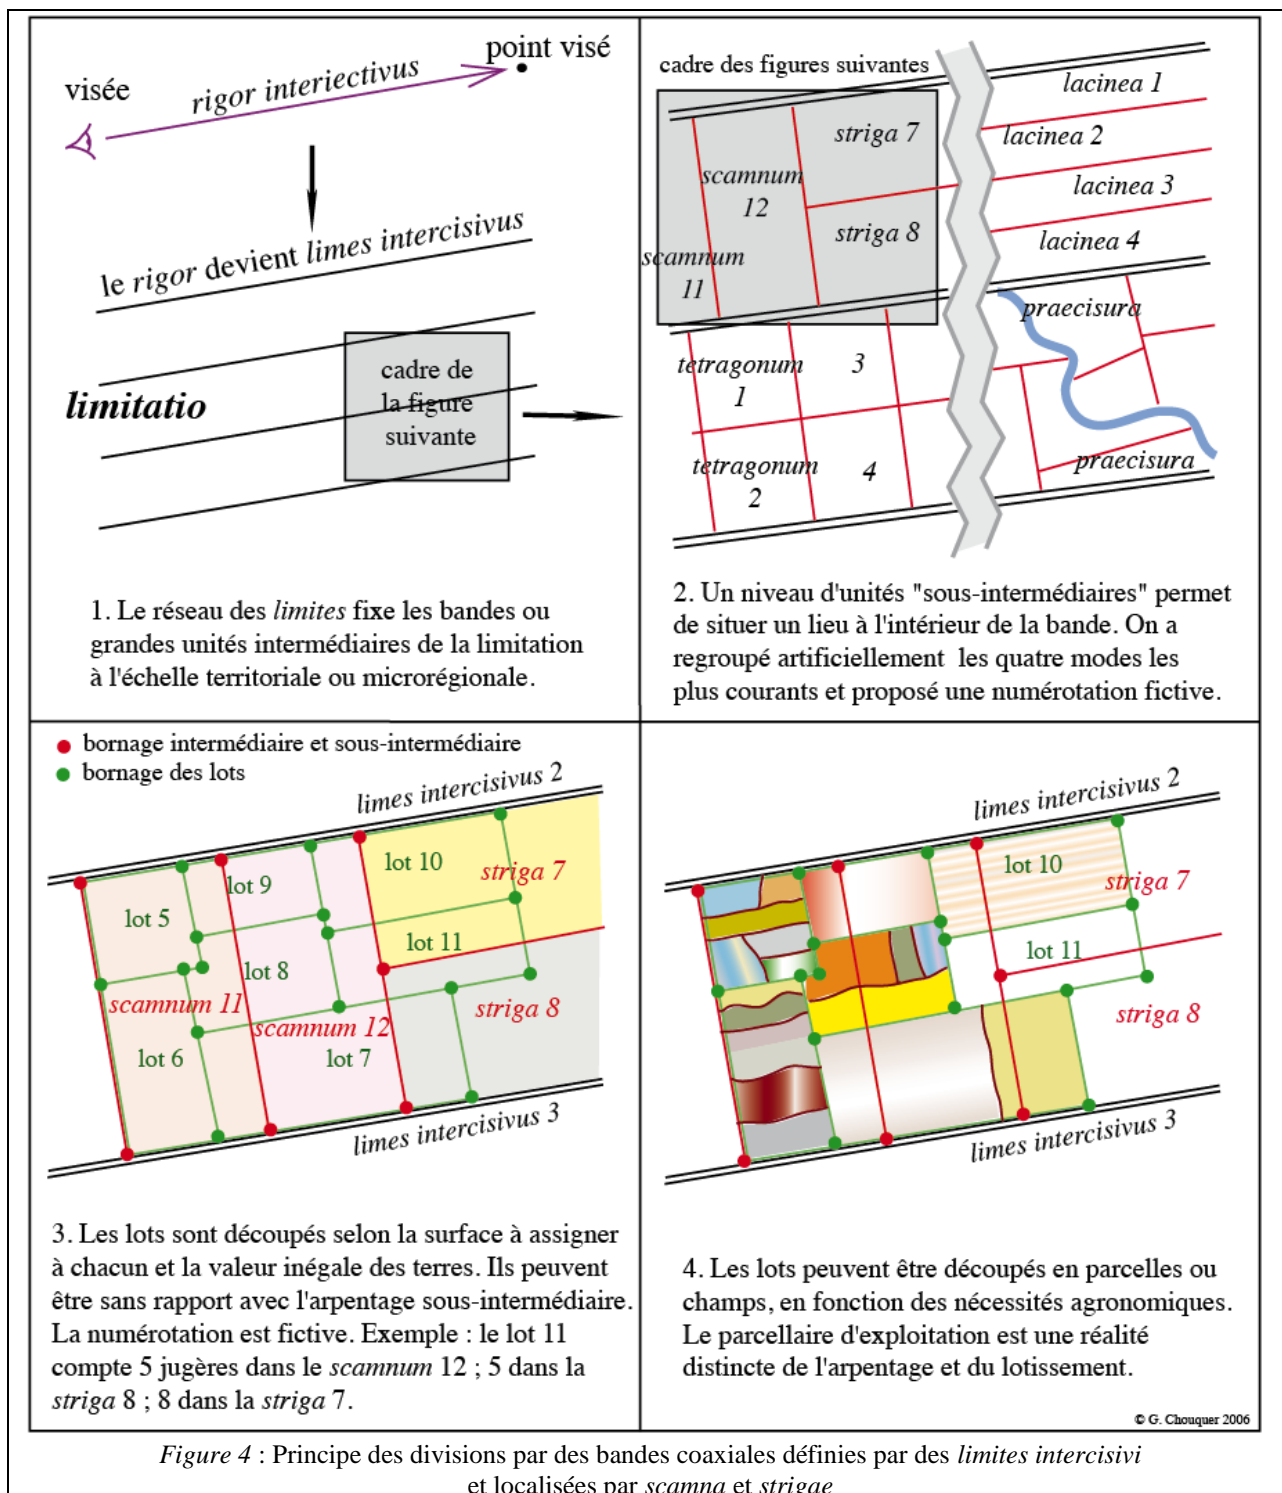 point visé
visée
rigor interiectivus
le rigor devient limes intercisivus
limitatio
cadre de
la figure
suivante
1. Le réseau des limites fixe les bandes ou
grandes unités intermédiaires de la limitation
à l'échelle territoriale ou microrégionale.
cadre des figures suivantes
lacinea 1
lacinea 2
lacinea 3
lacinea 4
striga 7
scamnum
12
striga 8
scamnum
11
praecisura
tetragonum
1
3
tetragonum
2
4
praecisura
2. Un niveau d'unités "sous-intermédiaires" permet
de situer un lieu à l'intérieur de la bande. On a
regroupé artificiellement les quatre modes les
plus courants et proposé une numérotation fictive.
bornage intermédiaire et sous-intermédiaire
bornage des lots
limes intercisivus 2
lot 10
striga 7
lot 9
lot 5
lot 11
lot 8
scamnum 11
scamnum 12
striga 8
lot 6
lot 7
limes intercisivus 3
3. Les lots sont découpés selon la surface à assigner
à chacun et la valeur inégale des terres. Ils peuvent
être sans rapport avec l'arpentage sous-intermédiaire.
La numérotation est fictive. Exemple : le lot 11
compte 5 jugères dans le scamnum 12 ; 5 dans la
striga 8 ; 8 dans la striga 7.
limes intercisivus 2
lot 10
striga 7
lot 11
striga 8
limes intercisivus 3
4. Les lots peuvent être découpés en parcelles ou
champs, en fonction des nécessités agronomiques.
Le parcellaire d'exploitation est une réalité
distincte de l'arpentage et du lotissement.
© G. Chouquer 2006
Figure 4 : Principe des divisions par des bandes coaxiales définies par des limites intercisivi
et localisées par scamna et strigae